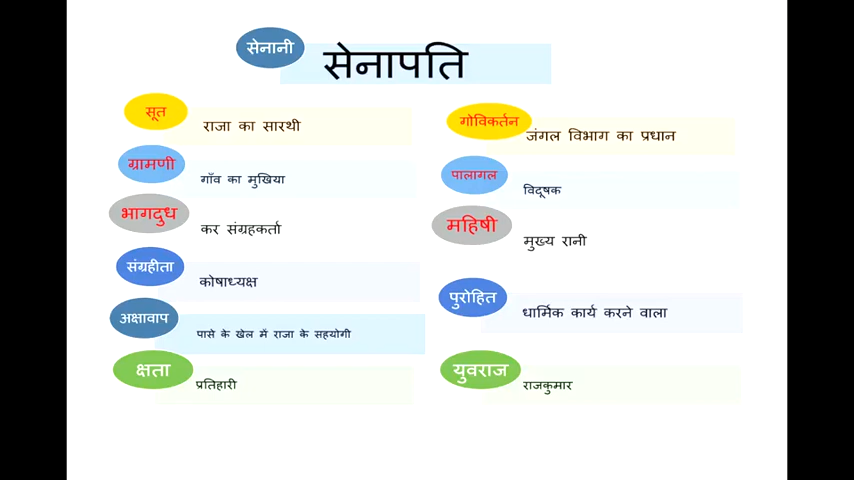 सेनानी
सेनापति
सूत
राजा का सारथी
ग्रामणी
गाँव का मुखिया
भागदुध
कर संग्रहकर्ता
संग्रहीता
कोषाध्यक्ष
अक्षावाप
पासे के खेल में राजा के सहयोगी
क्षता
प्रतिहारी
गोविकर्तन
जंगल विभाग का प्रधान
पालागल
विदूषक
महिषी
मुख्य रानी
पुरोहित
धार्मिक कार्य करने वाला
युवराज
राजकुमार